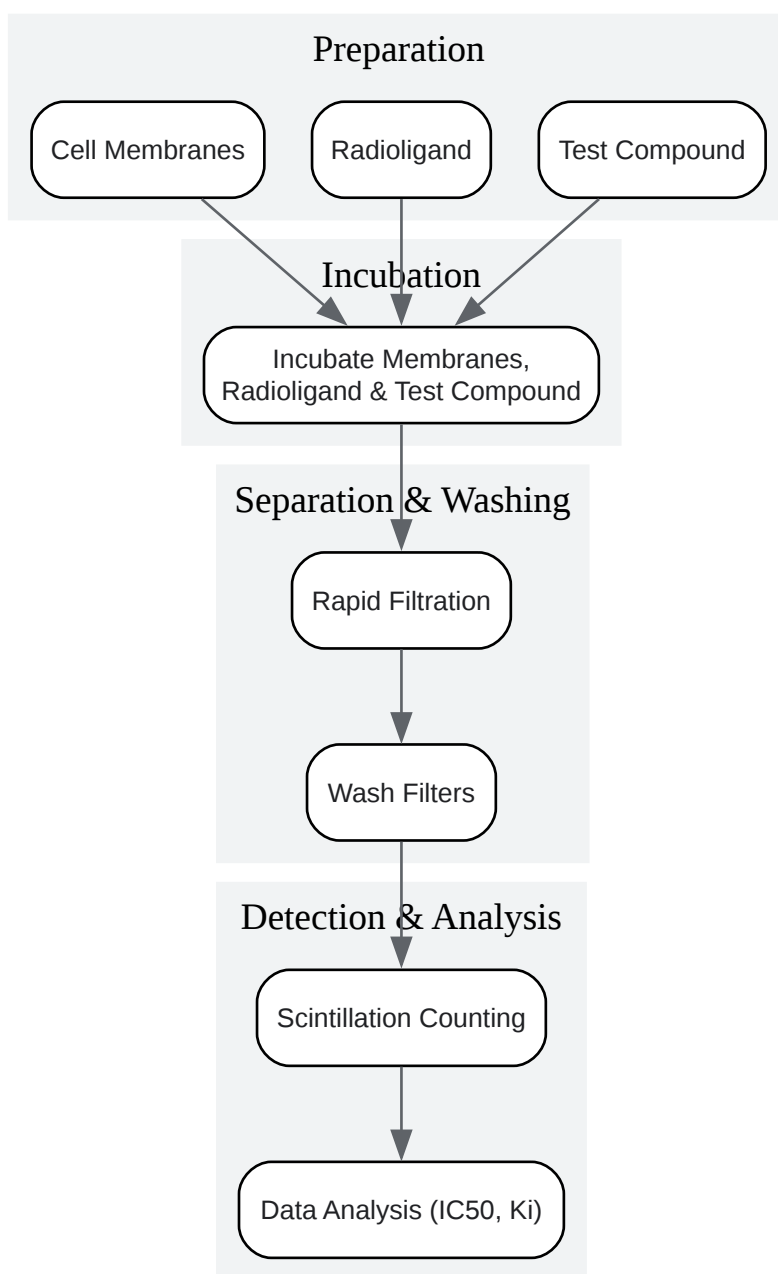 Preparation
Cell Membranes
Radioligand
Test Compound
Incubation
Incubate Membranes,
Radioligand & Test Compound
Separation & Washing
Rapid Filtration
Wash Filters
Detection & Analysis
Scintillation Counting
Data Analysis (IC50, Ki)